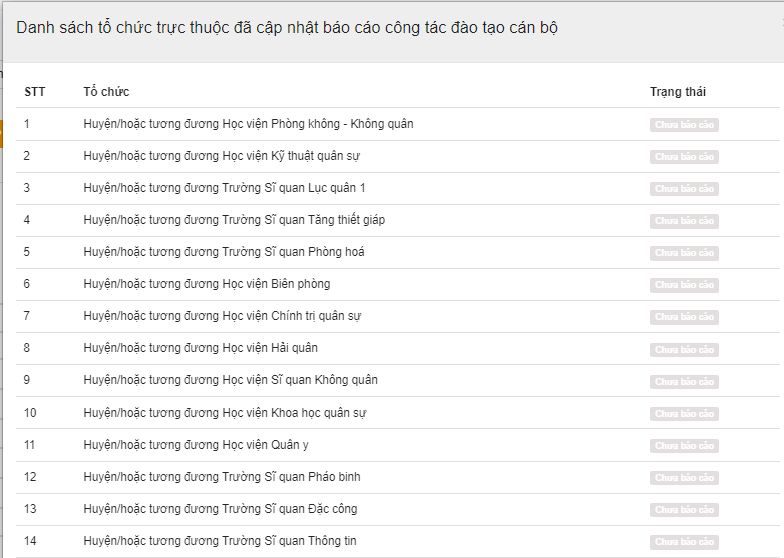 Danh sách tổ chức trực thuộc đã cập nhật báo cáo công tác đào tạo cán bộ
STT Tổ chức Trạng thái
1 Huyện/hoặc tương đương Học viện Phòng không - Không quân Chưa báo cáo
2 Huyện/hoặc tương đương Học viện Kỹ thuật quân sự Chưa báo cáo
3 Huyện/hoặc tương đương Trường Sĩ quan Lục quân 1 Chưa báo cáo
4 Huyện/hoặc tương đương Trường Sĩ quan Tăng thiết giáp Chưa báo cáo
5 Huyện/hoặc tương đương Trường Sĩ quan Phòng hoá Chưa báo cáo
6 Huyện/hoặc tương đương Học viện Biên phòng Chưa báo cáo
7 Huyện/hoặc tương đương Học viện Chính trị quân sự Chưa báo cáo
8 Huyện/hoặc tương đương Học viện Hải quân Chưa báo cáo
9 Huyện/hoặc tương đương Học viện Sĩ quan Không quân Chưa báo cáo
10 Huyện/hoặc tương đương Học viện Khoa học quân sự Chưa báo cáo
11 Huyện/hoặc tương đương Học viện Quân y Chưa báo cáo
12 Huyện/hoặc tương đương Trường Sĩ quan Pháo binh Chưa báo cáo
13 Huyện/hoặc tương đương Trường Sĩ quan Đặc công Chưa báo cáo
14 Huyện/hoặc tương đương Trường Sĩ quan Thông tin Chưa báo cáo